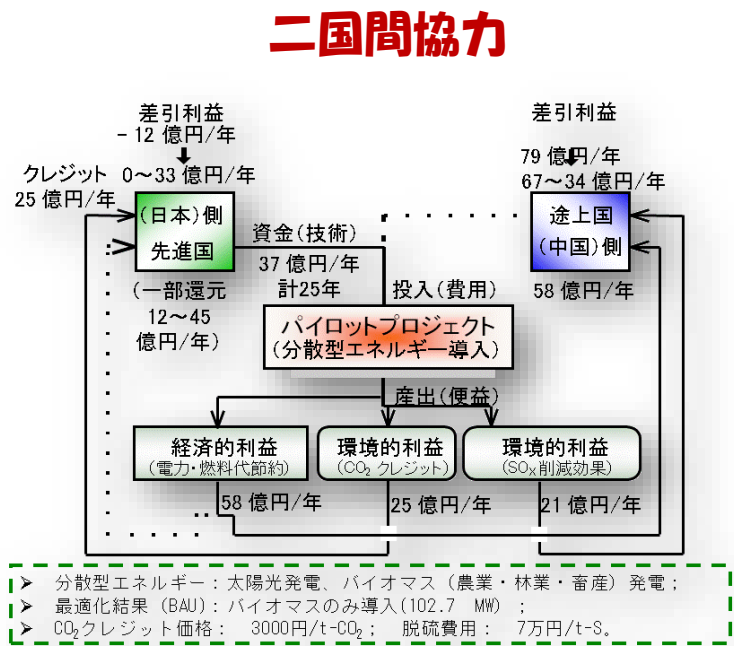 二国間協力
差引利益
－12 億円/年
0～33 億円/年
クレジット
25 億円/年
(日本)側
先進国
(一部還元
12～45
億円/年)
資金(技術)
37 億円/年
計25年
差引利益
79 億円/年
67～34 億円/年
途上国
(中国)側
58 億円/年
投入(費用)
パイロットプロジェクト
(分散型エネルギー導入)
産出(便益)
経済的利益
(電力･燃料代節約)
58 億円/年
環境的利益
(CO₂ クレジット)
25 億円/年
環境的利益
(SOx削減効果)
21 億円/年
➤ 分散型エネルギー：太陽光発電、バイオマス（農業・林業・畜産）発電；
➤ 最適化結果（BAU)：バイオマスのみ導入(102.7 MW)；
➤ CO₂クレジット価格： 3000円/t-CO₂； 脱硫費用： 7万円/t-S。